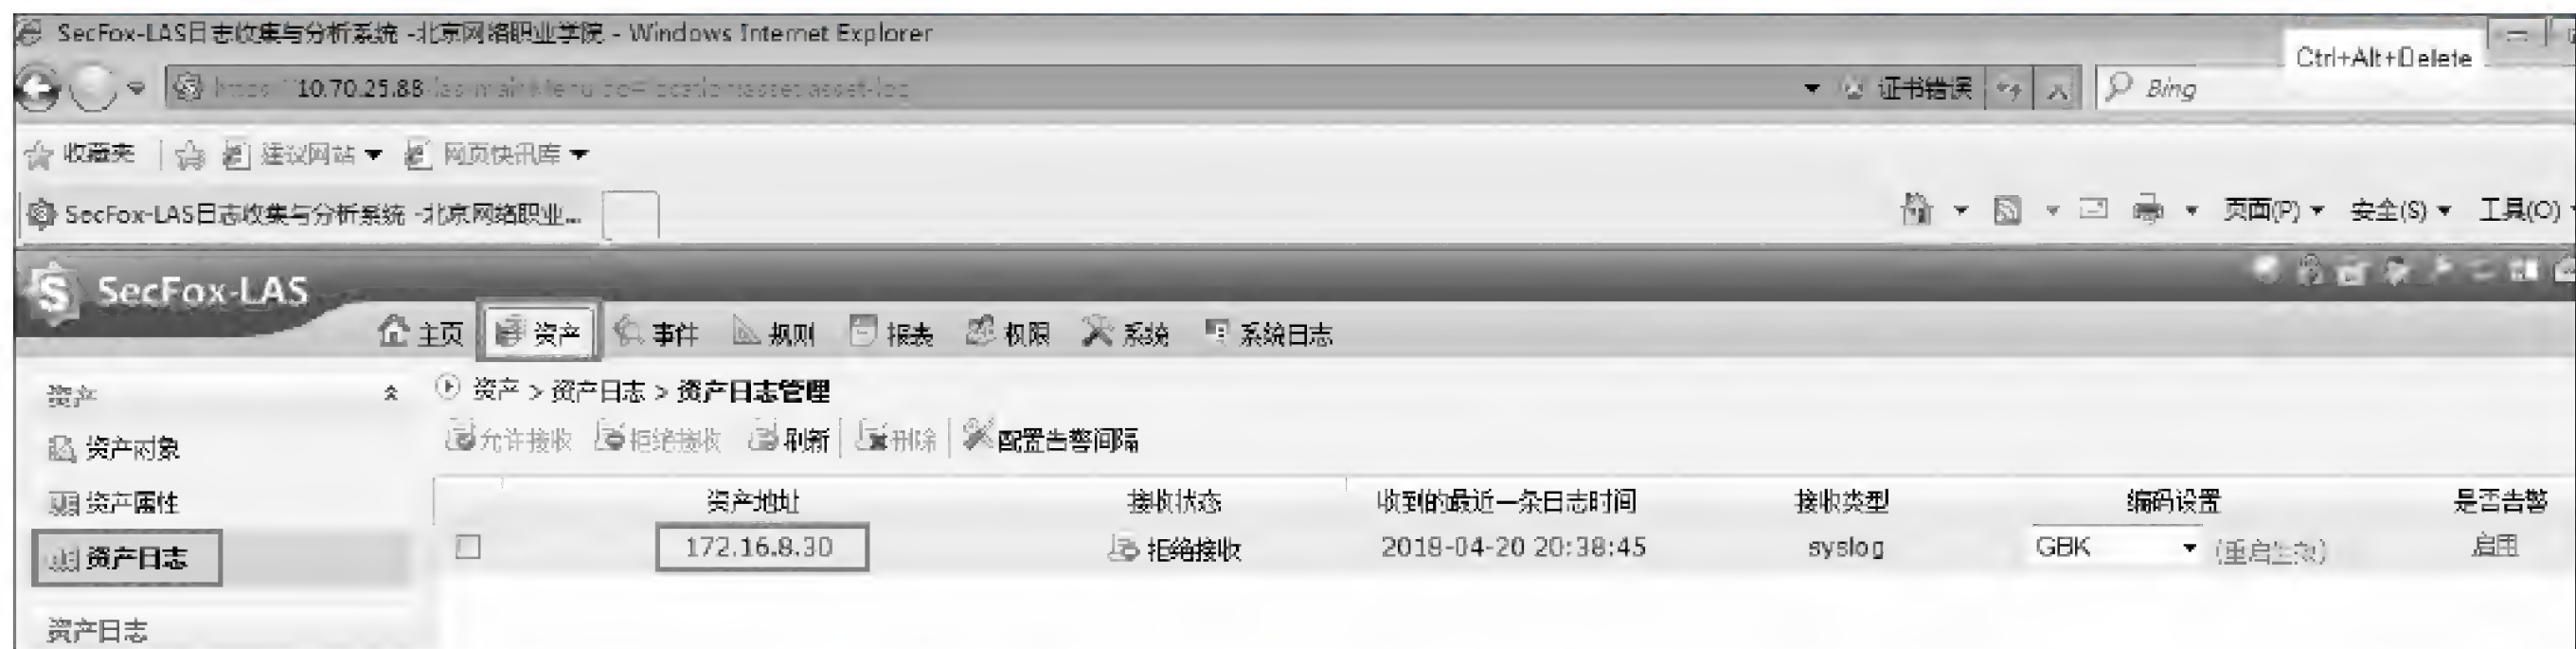 SecFox-LAS日志收集与分析系统 -北京网络职业学院 - Windows Internet Explorer
Ctrl+Alt+Delete
10.70.25.88
证书错误
Bing
收藏夹 建议网站 网页快讯库
SecFox-LAS日志收集与分析系统 -北京网络职业...
页面(P) 安全(S) 工具(O)
SecFox-LAS
主页 资产 事件 规则 报表 权限 系统 系统日志
资产
资产 > 资产日志 > 资产日志管理
资产对象
允许接收 拒绝接收 刷新 删除 配置告警间隔
资产属性
资产地址 接收状态 收到的最近一条日志时间 接收类型 编码设置 是否告警
资产日志
172.16.8.30 拒绝接收 2018-04-20 20:38:45 syslog GBK (重启生效) 启用
资产日志